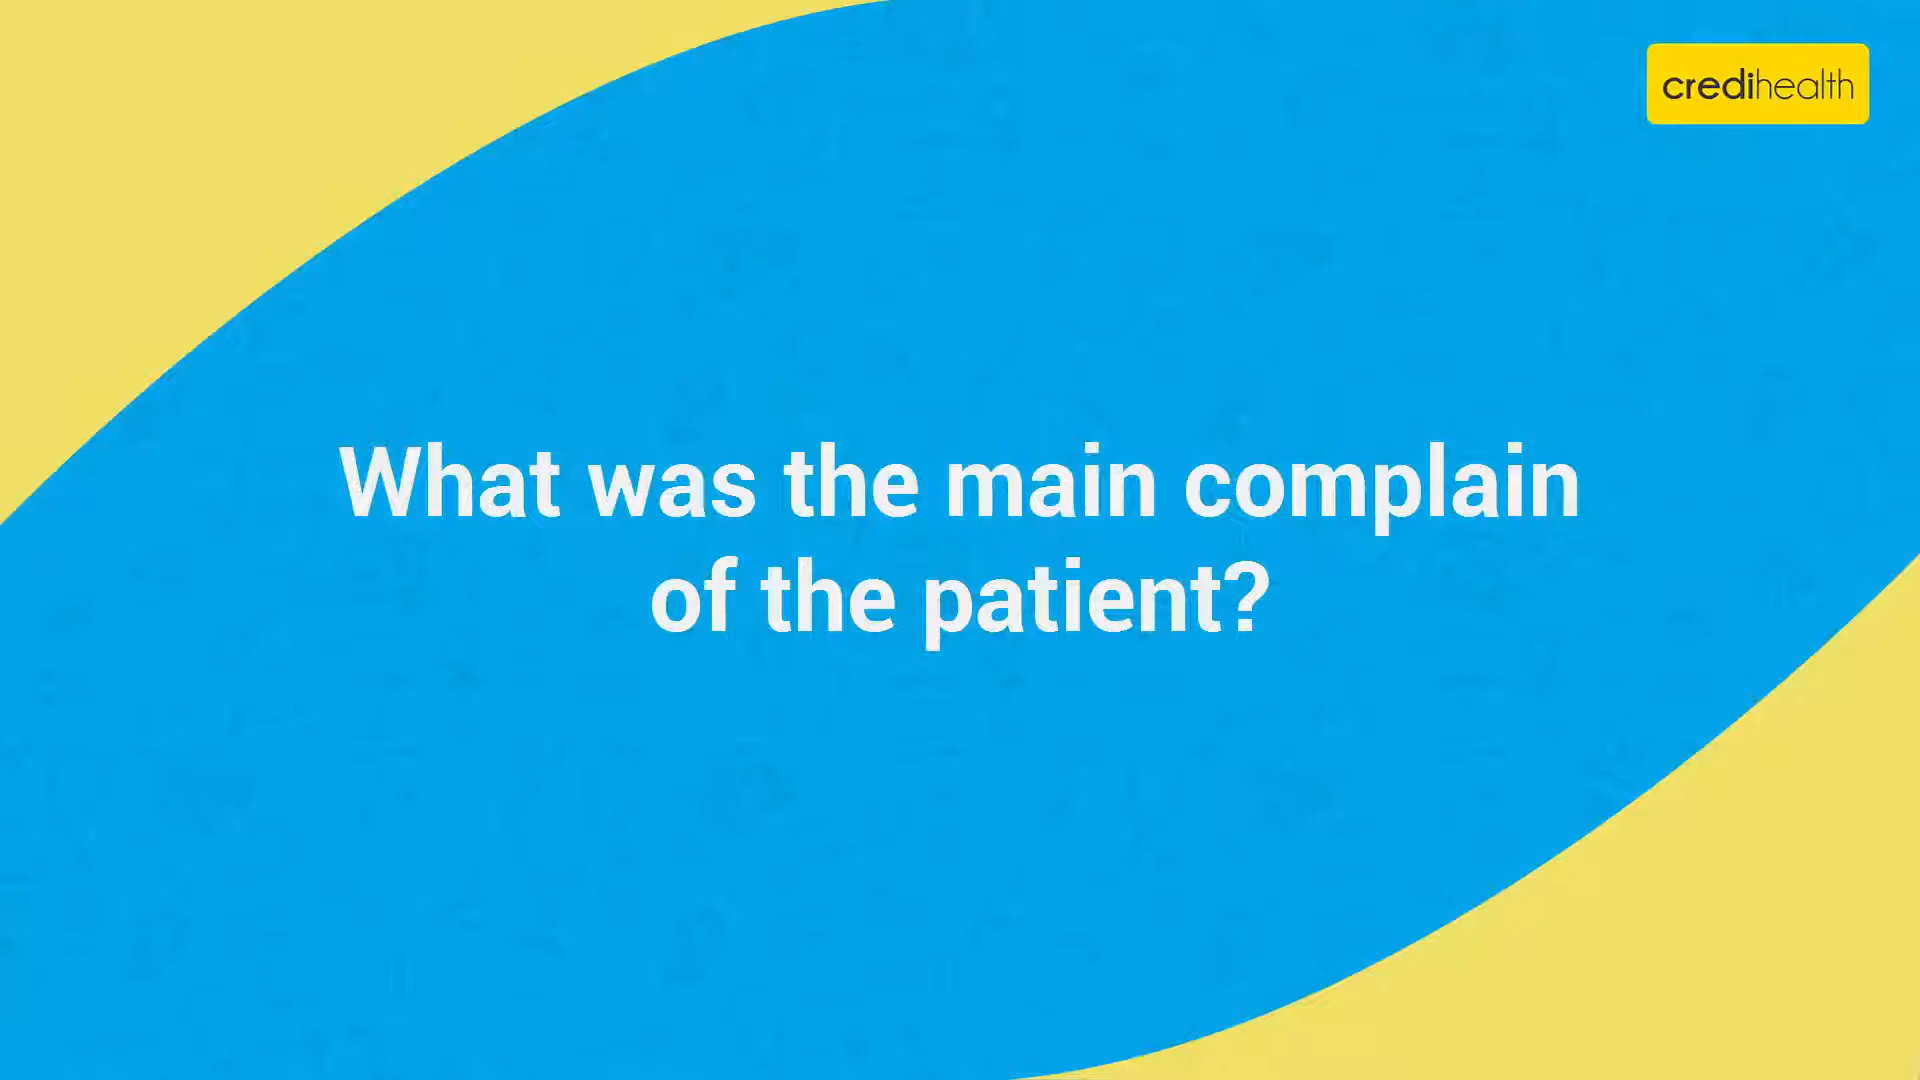 credihealth
What was the main complain
of the patient?